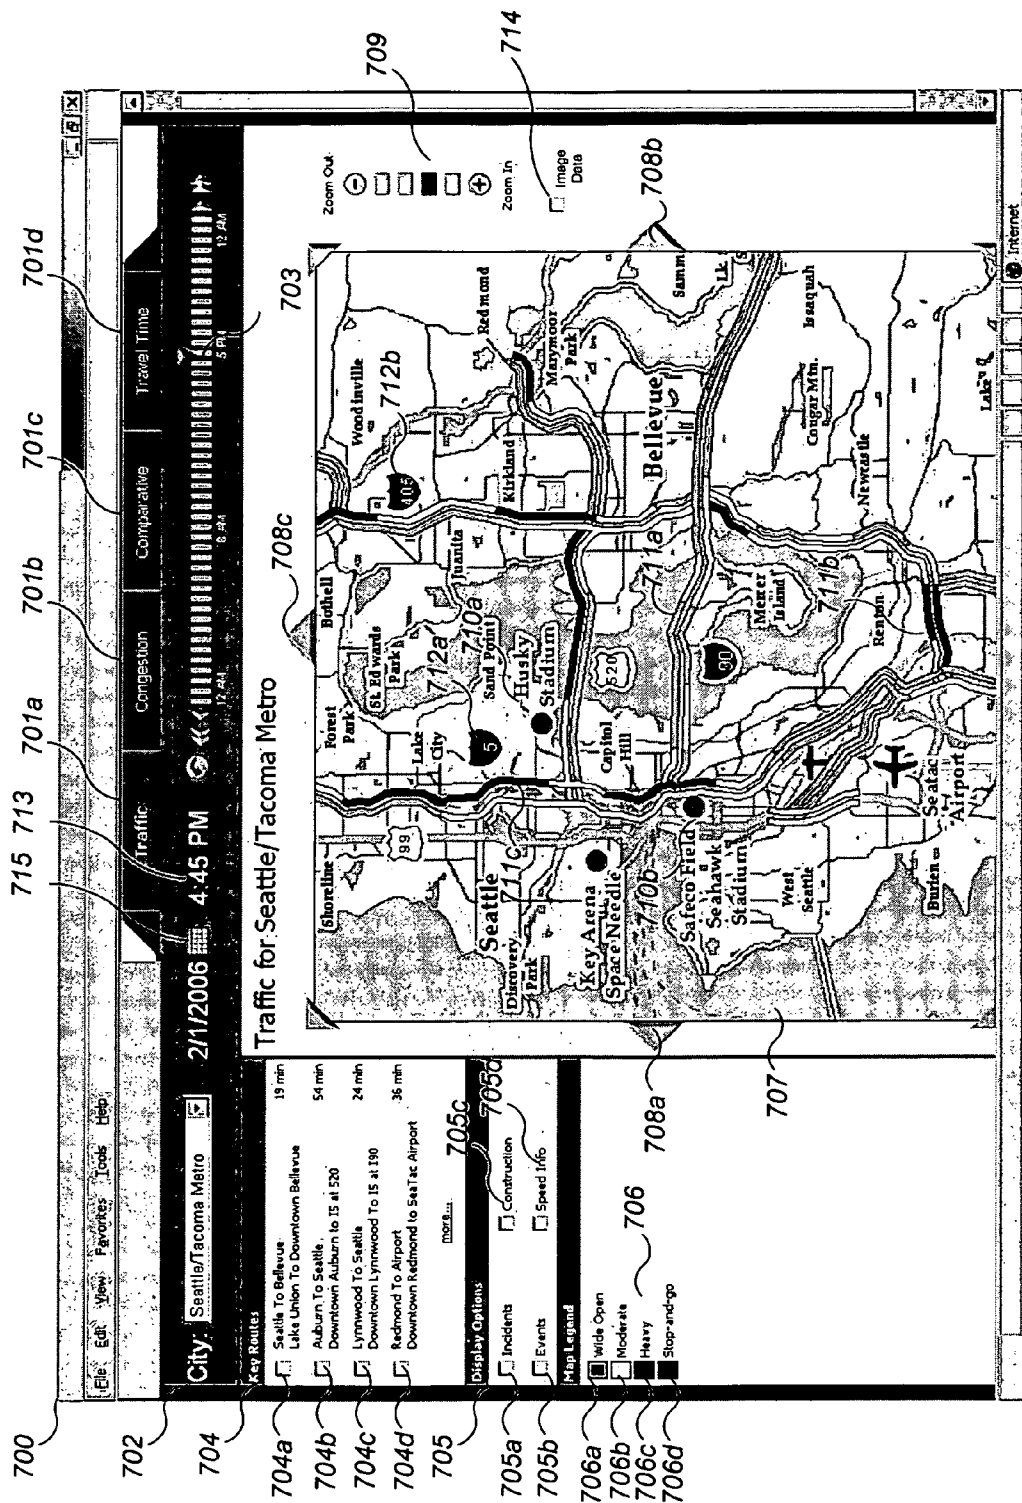 700
702
704
704a
704b
704c
704d
705
705a
705b
706a
706b
706c
706d
715
713
701a
701b
701c
701d
File Edit View Favorites Tools Help
Traffic
Congestion
Comparative
Travel Time
City: Seattle/Tacoma Metro
2/1/2006
4:45 PM
12 AM
8 AM
5 PM
12 AM
703
Key Routes
Seattle To Bellevue
Lake Union To Downtown Bellevue
19 min
Auburn To Seattle
Downtown Auburn to I5 at 520
54 min
Lynnwood To Seattle
Downtown Lynnwood To I5 at I90
24 min
Redmond To Airport
Downtown Redmond to SeaTac Airport
36 min
more...
Display Options
Incidents
Construction
Events
Speed Info
705c
705d
Map Legend
Wide Open
Moderate
Heavy
Stop-and-go
706
Traffic for Seattle/Tacoma Metro
708c
708a
708b
707
Zoom Out
Zoom In
709
Image Data
714
Shoreline
Forest Park
Bothell
Woodinville
99
Lake City
St. Edwards Park
Juanita
405
712b
Redmond
Kirkland
Marymoor Park
5
712a
710a
Sand Point
Seattle
Discovery Park
711c
Husky Stadium
Key Arena
Space Needle
Capitol Hill
520
Bellevue
Samm
Lk S
710b
711a
Safeco Field
Seahawk Stadium
90
Mercer Island
West Seattle
711b
Renton
Newcastle
Cougar Mtn.
Issaquah
Burien
Seatac Airport
Lake
Internet